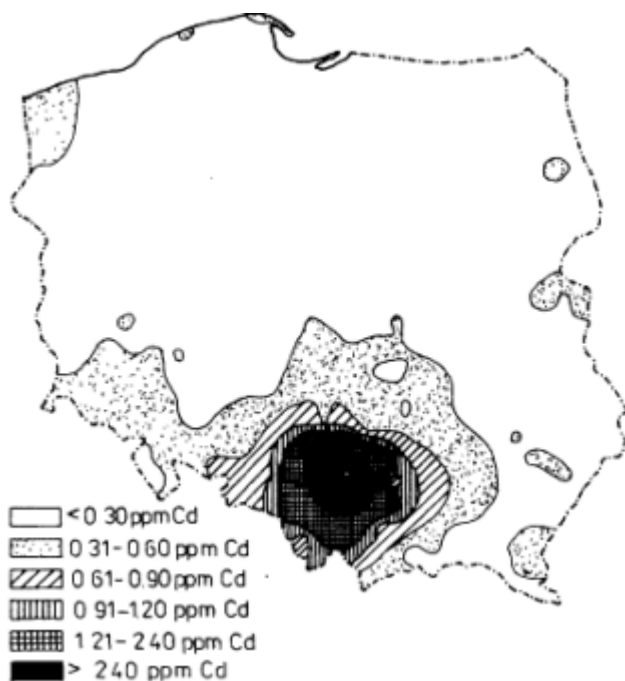 < 0 30 ppm Cd
0 31-0 60 ppm Cd
0 61-0.90 ppm Cd
0 91-1.20 ppm Cd
1 21-2 40 ppm Cd
> 2 40 ppm Cd